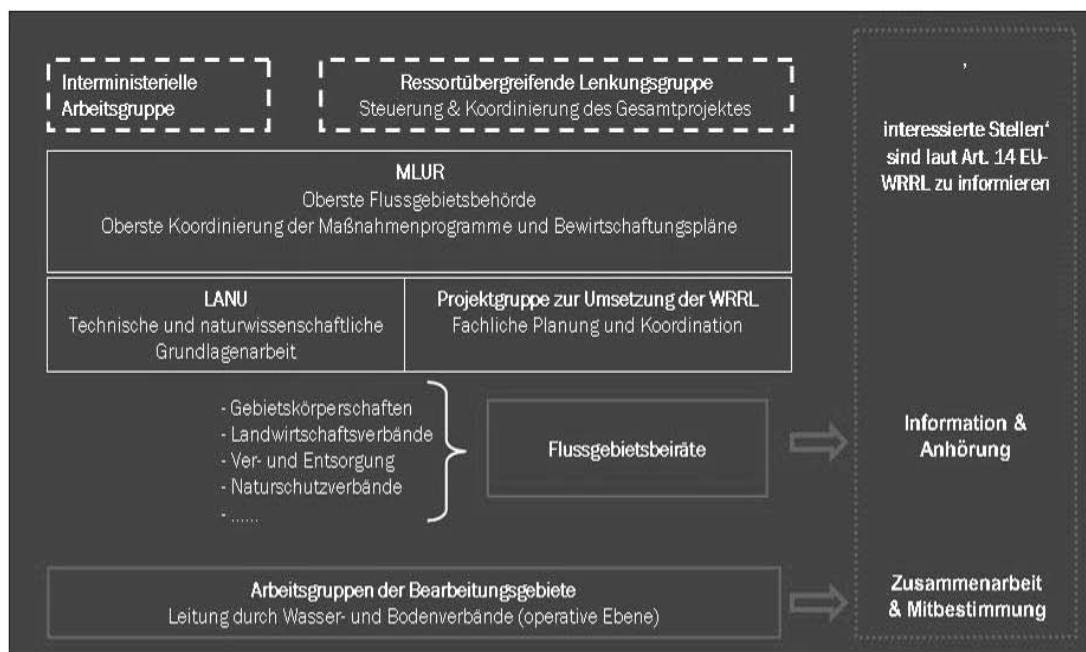 Interministerielle
Arbeitsgruppe
Ressortübergreifende Lenkungsgruppe
Steuerung & Koordinierung des Gesamtprojektes
MLUR
Oberste Flussgebietsbehörde
Oberste Koordinierung der Maßnahmenprogramme und Bewirtschaftungspläne
LANU
Technische und naturwissenschaftliche
Grundlagenarbeit
Projektgruppe zur Umsetzung der WRRL
Fachliche Planung und Koordination
- Gebietskörperschaften
- Landwirtschaftsverbände
- Ver- und Entsorgung
- Naturschutzverbände
- ......
Flussgebietsbeiräte
Arbeitsgruppen der Bearbeitungsgebiete
Leitung durch Wasser- und Bodenverbände (operative Ebene)
,
interessierte Stellen‘
sind laut Art. 14 EU-
WRRL zu informieren
Information &
Anhörung
Zusammenarbeit
& Mitbestimmung